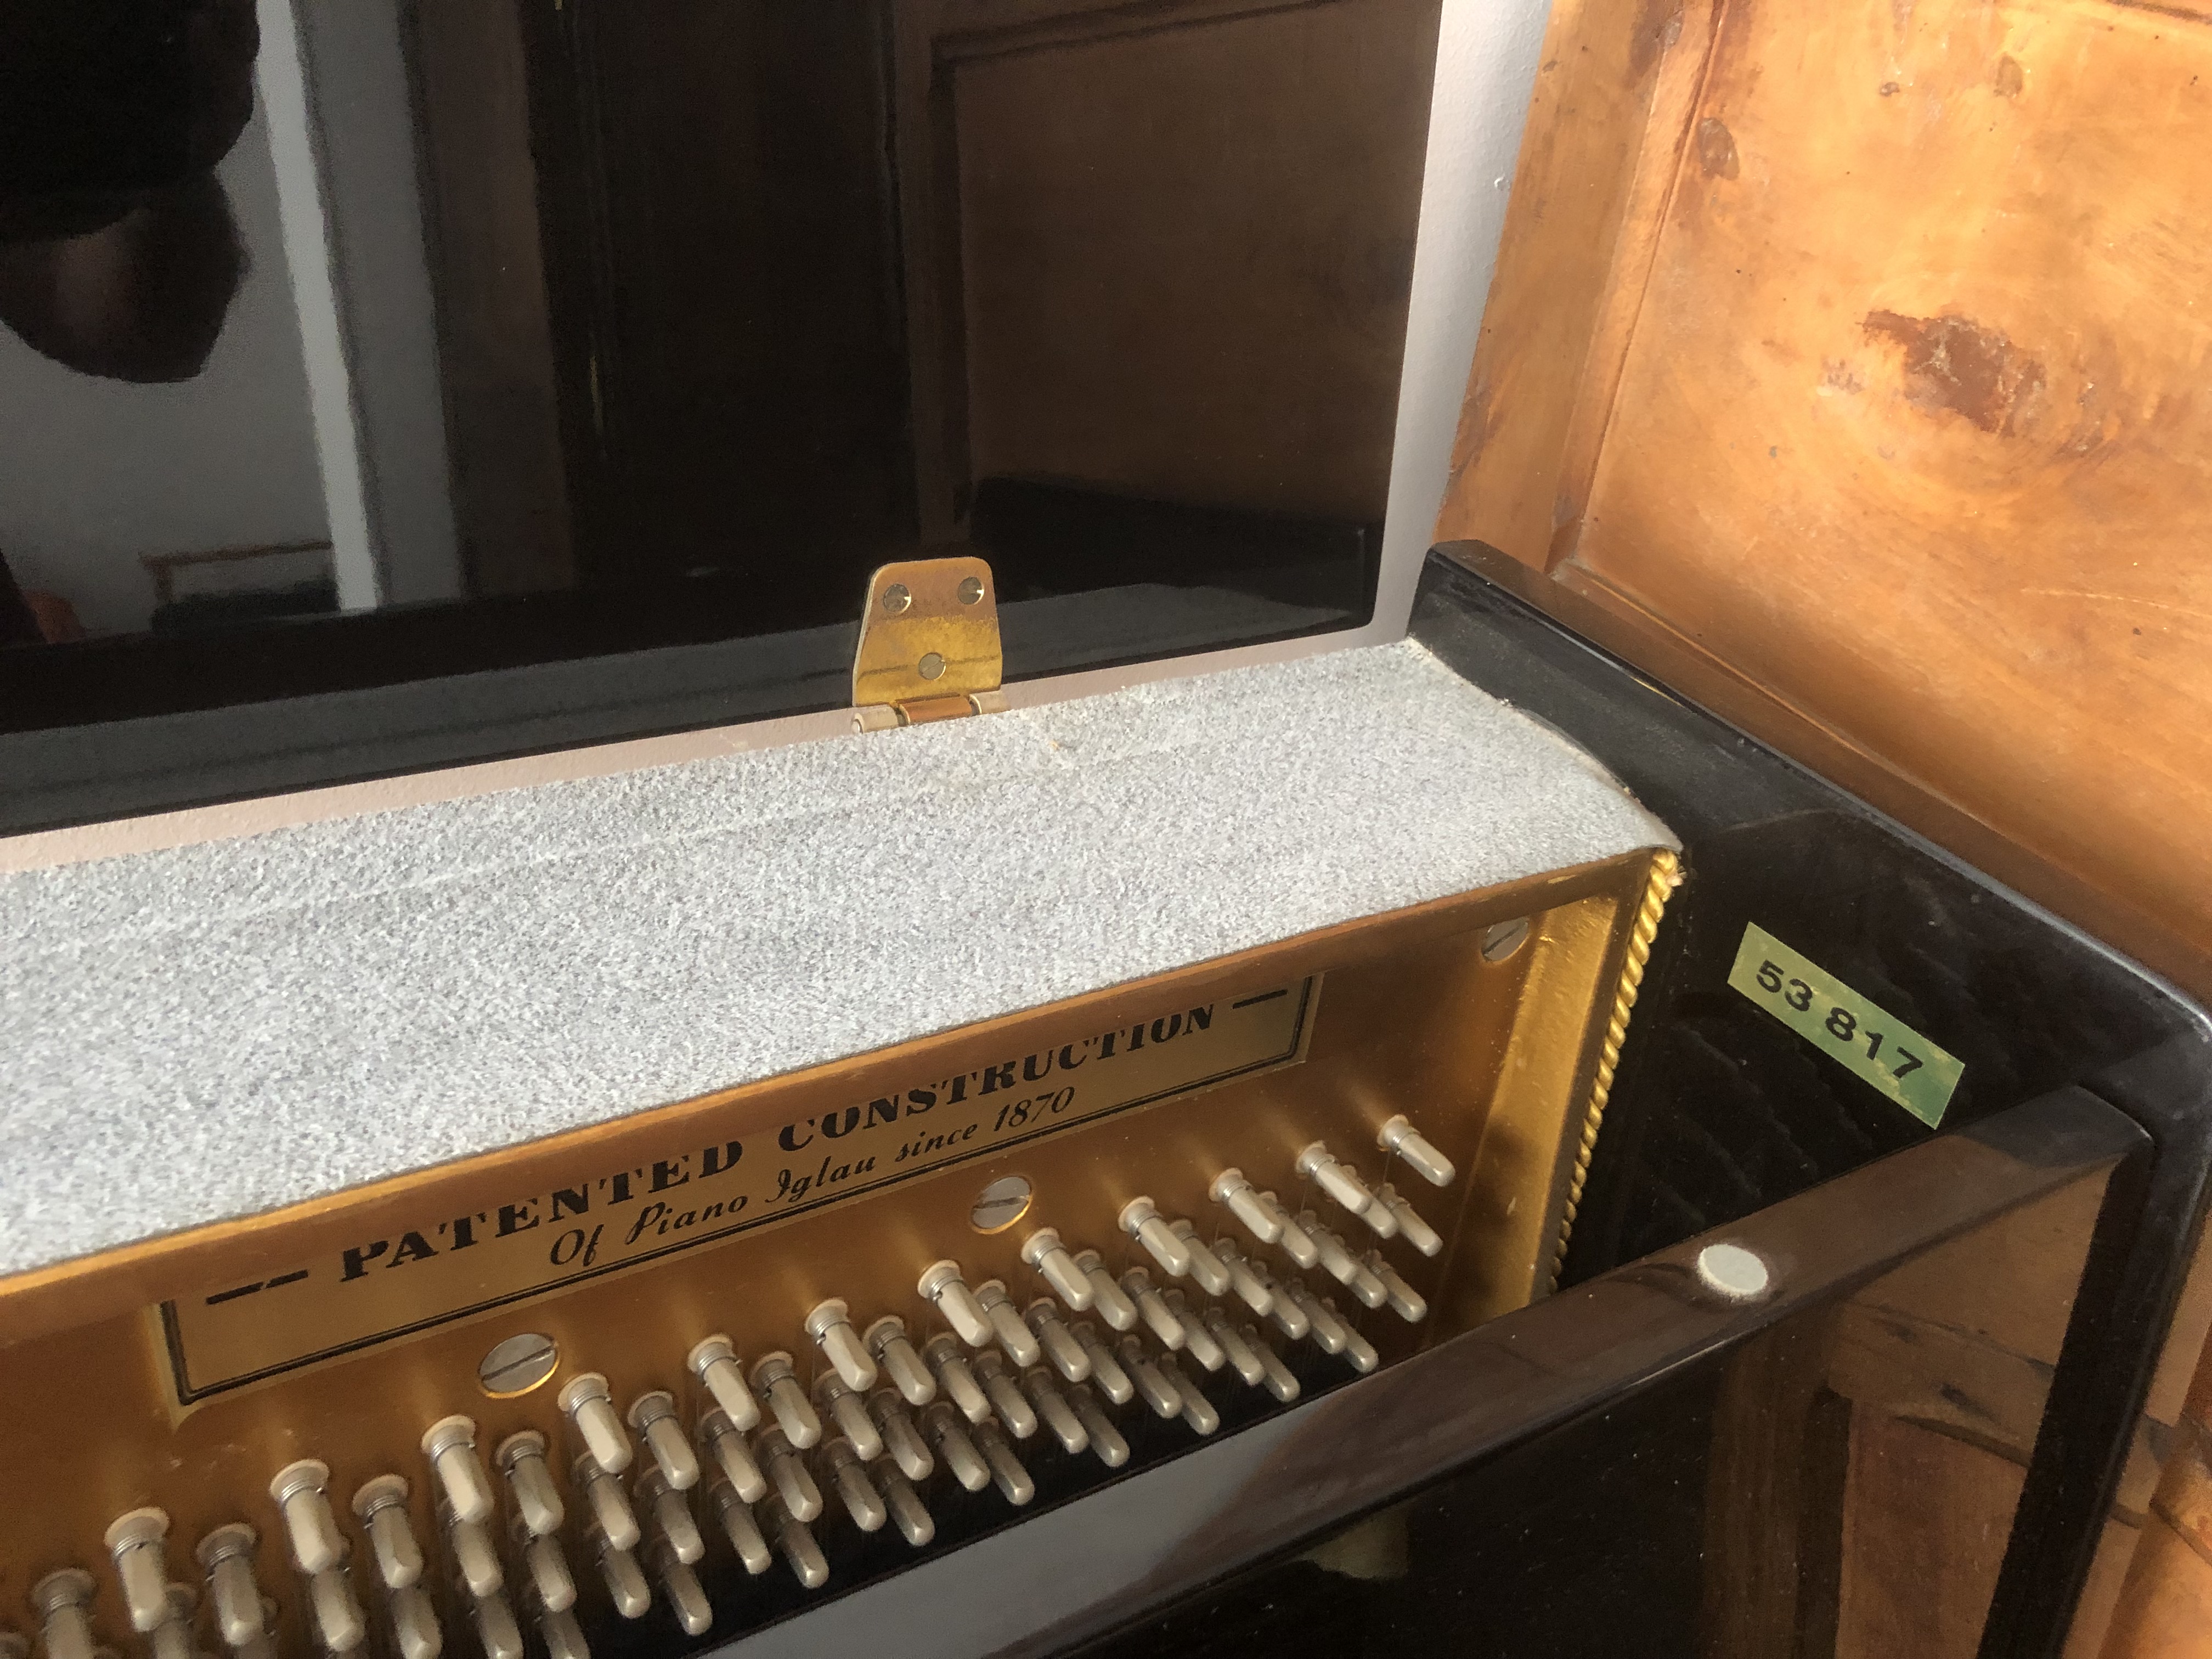 53 817
— PATENTED CONSTRUCTION —
Of Piano Iglau since 1870